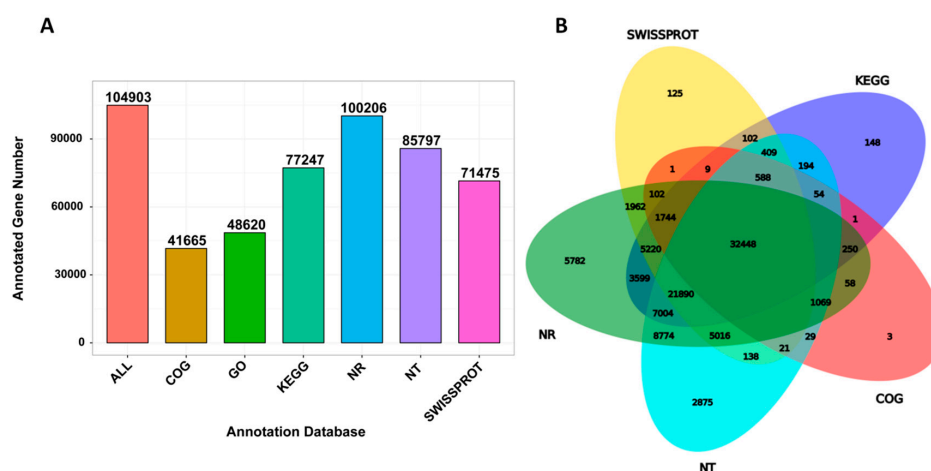 A
104903
41665
48620
77247
100206
85797
71475
90000
60000
30000
0
Annotated Gene Number
ALL
COG
GO
KEGG
NR
NT
SWISSPROT
Annotation Database
B
SWISSPROT
KEGG
125
102
148
409
194
588
1
9
54
102
1962
1744
1
32448
5220
250
5782
3599
58
21890
1069
7004
NR
8774
5016
29
3
21
138
COG
2875
NT